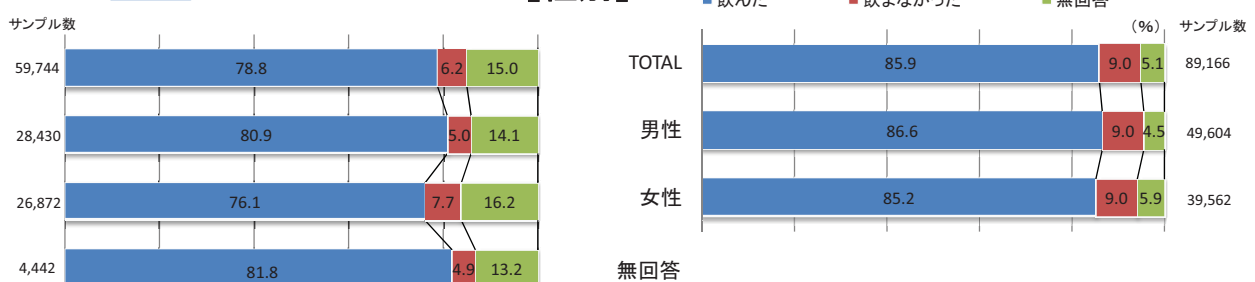 飲んだ 飲まなかった 無回答
サンプル数
(%) サンプル数
59,744 78.8 6.2 15.0
TOTAL 85.9 9.0 5.1 89,166
28,430 80.9 5.0 14.1
男性 86.6 9.0 4.5 49,604
26,872 76.1 7.7 16.2
女性 85.2 9.0 5.9 39,562
4,442 81.8 4.9 13.2
無回答